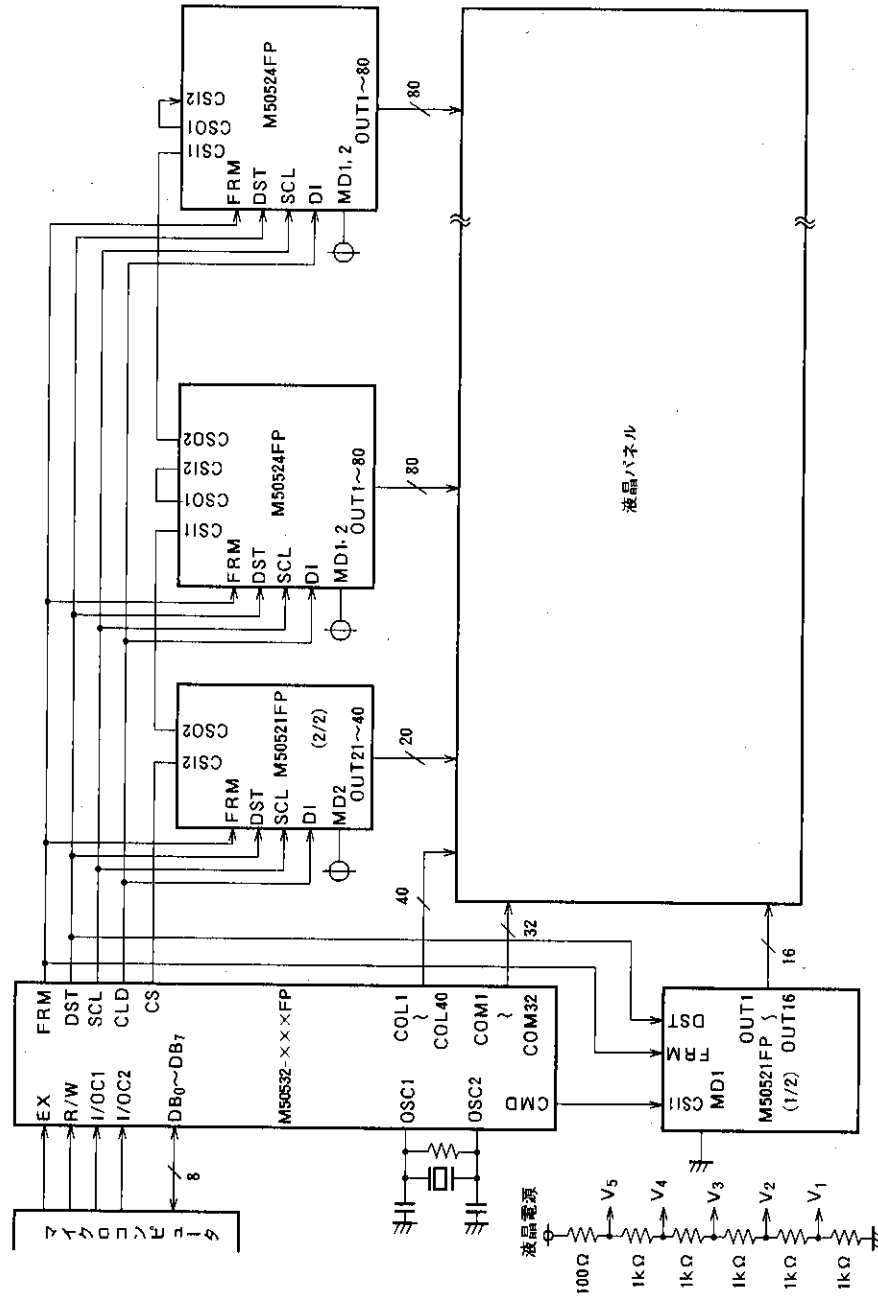 マイクロコンピュータ
8
EX
R/W
I/OC1
I/OC2
DB₀～DB₇
FRM
DST
SCL
CLD
CS
M50532-×××FP
OSC1
OSC2
COL1
～
COL40
COM1
～
COM32
CMD
40
32
CSI2
CSO2
FRM
DST
SCL
DI
MD2
M50521FP
(2/2)
OUT21～40
20
CSI1
CSO1
CSI2
CSO2
FRM
DST
SCL
DI
MD1,2
M50524FP
OUT1～80
80
CSI1
CSO1
CSI2
FRM
DST
SCL
DI
MD1,2
M50524FP
OUT1～80
80
液晶パネル
CSI1
FRM
DST
MD1
M50521FP
(1/2)
OUT1
～
OUT16
16
液晶電源
100Ω
V5
1kΩ
V4
1kΩ
V3
1kΩ
V2
1kΩ
V1
1kΩ